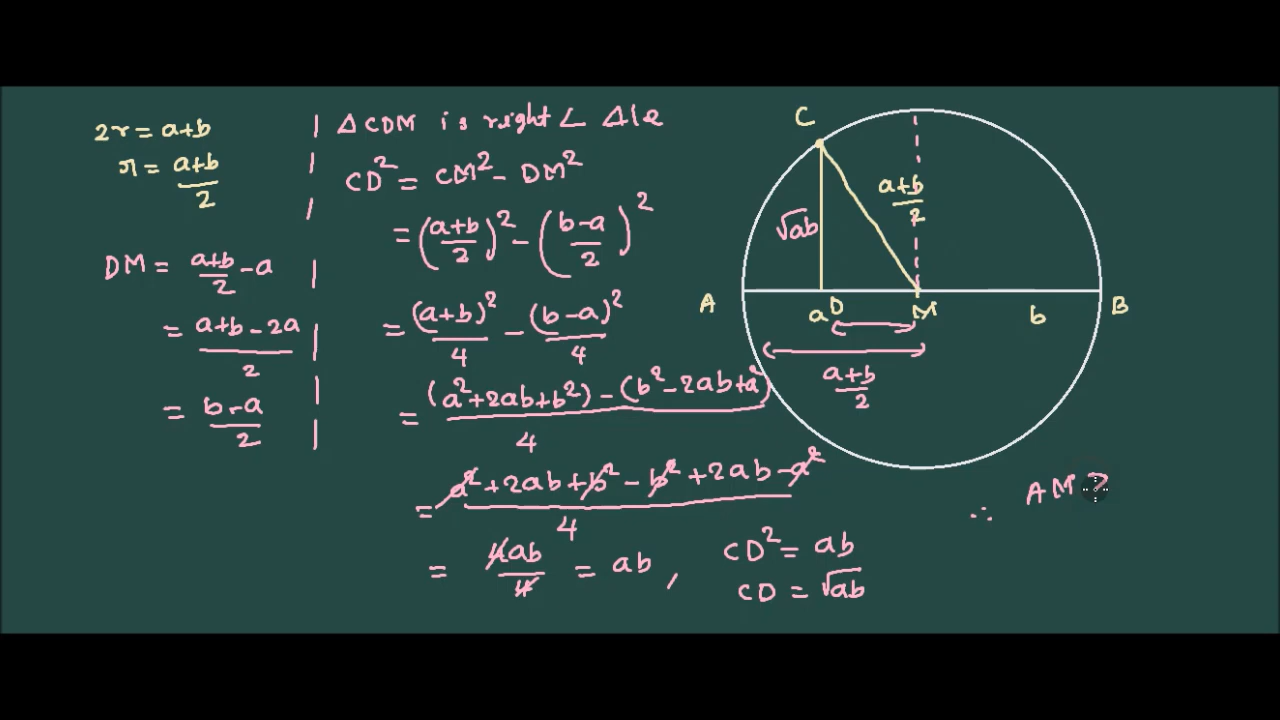 2r = a+b
r = (a+b)/2
DM = (a+b)/2 - a
= (a+b-2a)/2
= (b-a)/2
Δ CDM is right ∠ Δle
CD² = CM² - DM²
= ((a+b)/2)² - ((b-a)/2)²
= (a+b)²/4 - (b-a)²/4
= ((a²+2ab+b²) - (b²-2ab+a²))/4
= (a²+2ab+b²-b²+2ab-a²)/4
= 4ab/4 = ab ,
CD² = ab
CD = √ab
C
(a+b)/2
√ab
A a D M b B
(a+b)/2
∴ AM